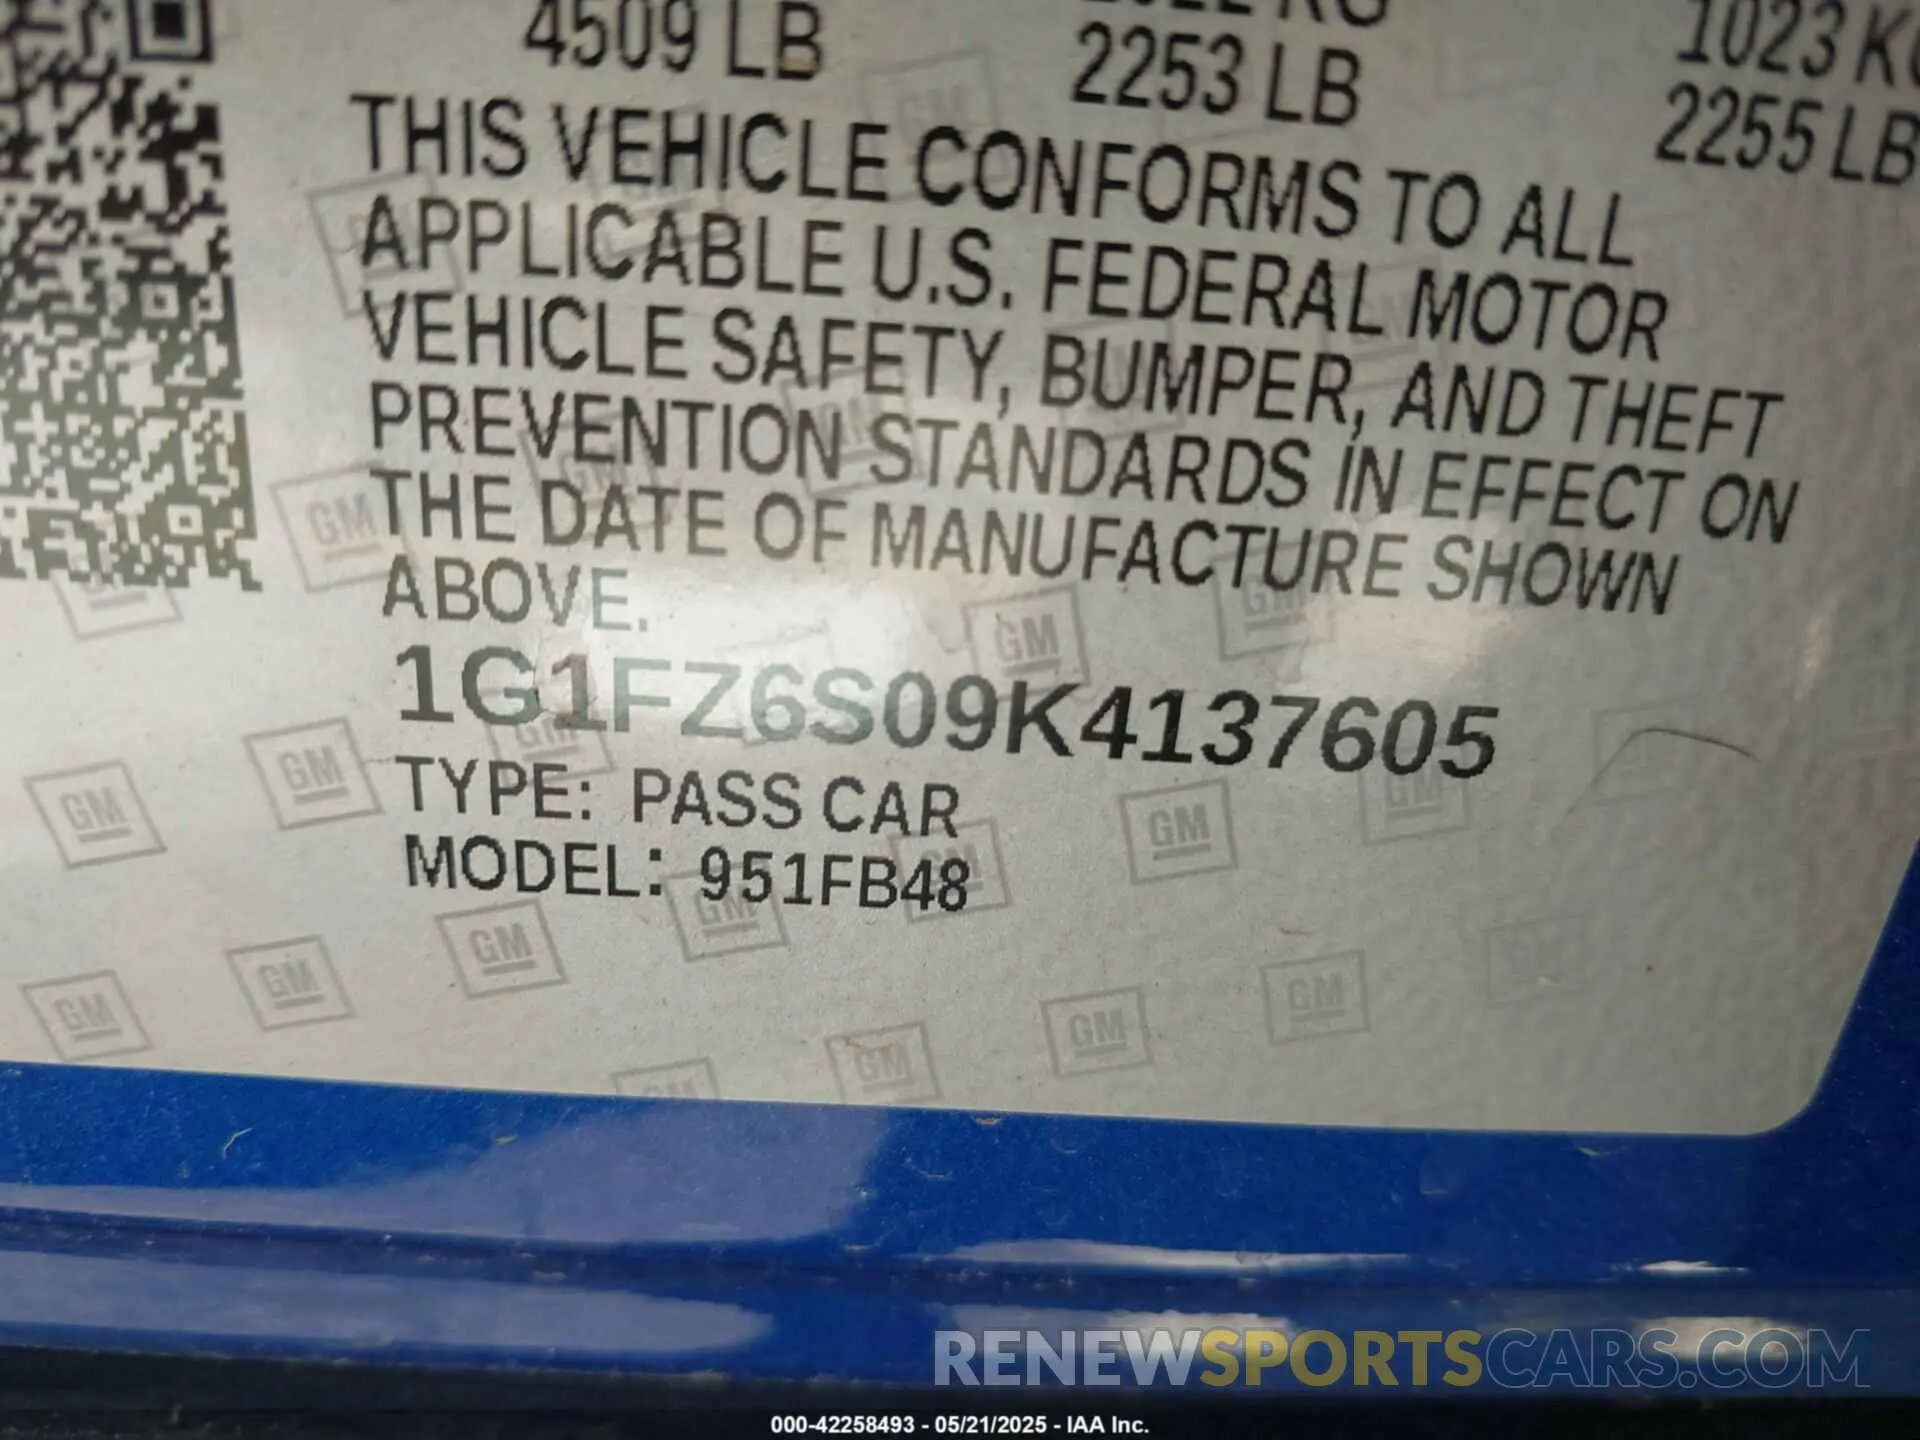 4509 LB 2253 LB 1023 KG
2255 LB
THIS VEHICLE CONFORMS TO ALL
APPLICABLE U.S. FEDERAL MOTOR
VEHICLE SAFETY, BUMPER, AND THEFT
PREVENTION STANDARDS IN EFFECT ON
THE DATE OF MANUFACTURE SHOWN
ABOVE.
1G1FZ6S09K4137605
TYPE: PASS CAR
MODEL: 951FB48
GM
RENEWSPORTSCARS.COM
000-42258493 - 05/21/2025 - IAA Inc.